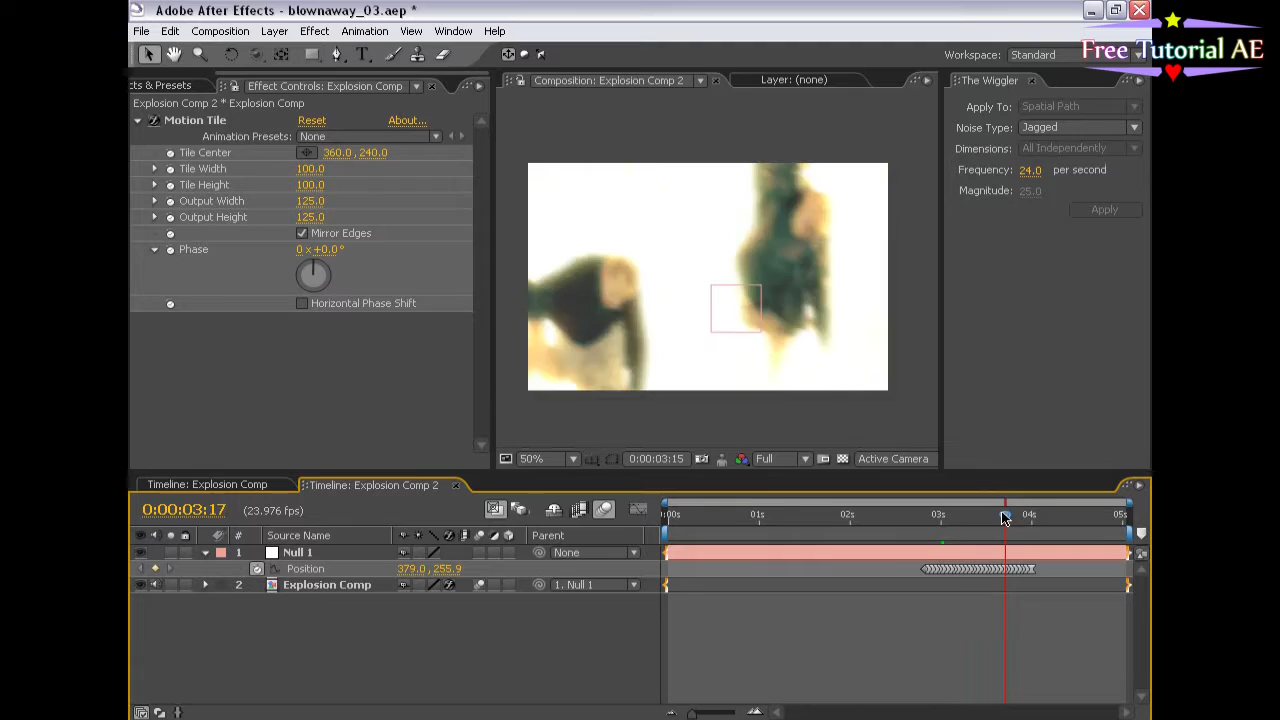 Adobe After Effects - blownaway_03.aep *
File Edit Composition Layer Effect Animation View Window Help
Free Tutorial AE
Workspace: Standard
cts & Presets Effect Controls: Explosion Comp
Composition: Explosion Comp 2
Layer: (none)
The Wiggler
Explosion Comp 2 * Explosion Comp
Motion Tile Reset About...
Animation Presets: None
Tile Center 360.0, 240.0
Tile Width 100.0
Tile Height 100.0
Output Width 125.0
Output Height 125.0
Mirror Edges
Phase 0 x +0.0°
Horizontal Phase Shift
Apply To: Spatial Path
Noise Type: Jagged
Dimensions: All Independently
Frequency: 24.0 per second
Magnitude: 25.0
Apply
50% 0:00:03:15 Full Active Camera
Timeline: Explosion Comp Timeline: Explosion Comp 2
0:00:03:17 (23.976 fps)
:00s 01s 02s 03s 04s 05s
# Source Name Parent
1 Null 1 None
Position 379.0, 255.9
2 Explosion Comp 1. Null 1